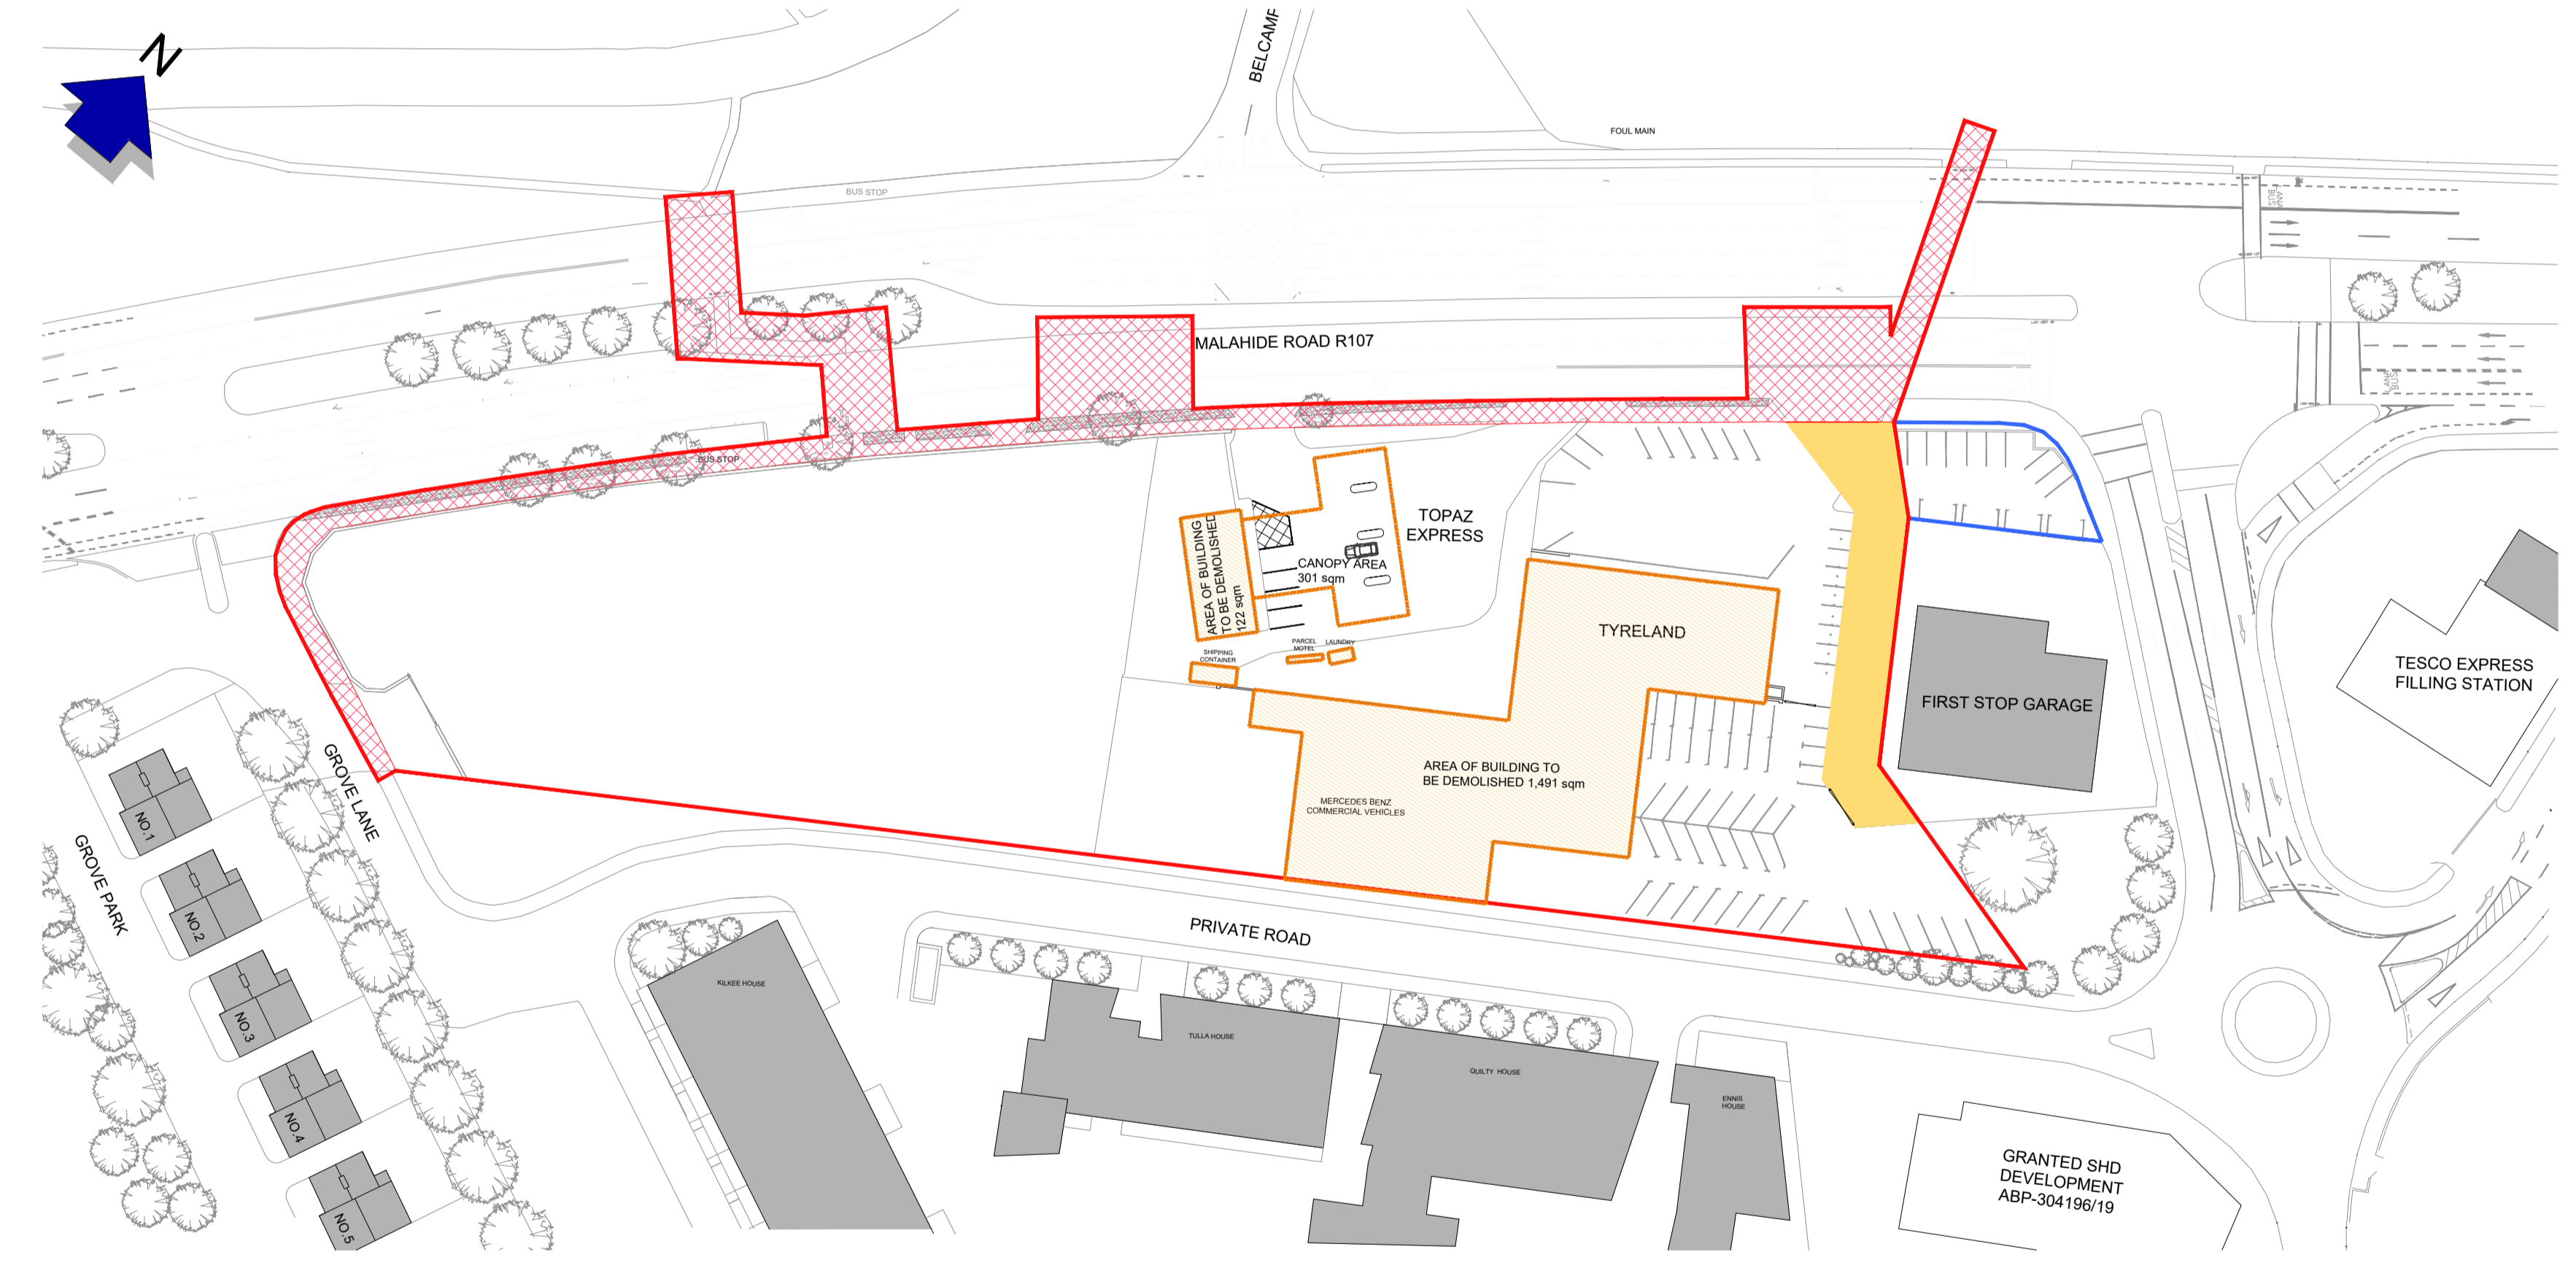 N
BELCAMP
FOUL MAIN
BUS STOP
BUS
LANA
MALAHIDE ROAD R107
LANA
BUS
BUS STOP
TOPAZ
EXPRESS
AREA OF BUILDING
TO BE DEMOLISHED
122 sqm
CANOPY AREA
301 sqm
TYRELAND
PARCEL
MOTEL
LAUNDRY
SHIPPING
CONTAINER
TESCO EXPRESS
FILLING STATION
FIRST STOP GARAGE
AREA OF BUILDING TO
BE DEMOLISHED 1,491 sqm
MERCEDES BENZ
COMMERCIAL VEHICLES
GROVE LANE
GROVE PARK
NO.1
NO.2
NO.3
NO.4
NO.5
PRIVATE ROAD
KILKEE HOUSE
TULLA HOUSE
QUILTY HOUSE
ENNIS
HOUSE
GRANTED SHD
DEVELOPMENT
ABP-304196/19